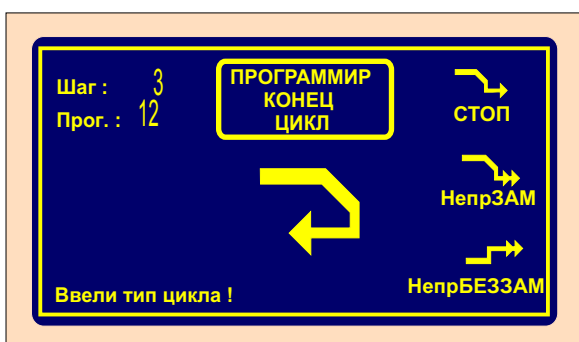 Шаг : 3
Прог. : 12
ПРОГРАММИР
КОНЕЦ
ЦИКЛ
СТОП
НепрЗАМ
НепрБЕЗЗАМ
Ввели тип цикла !